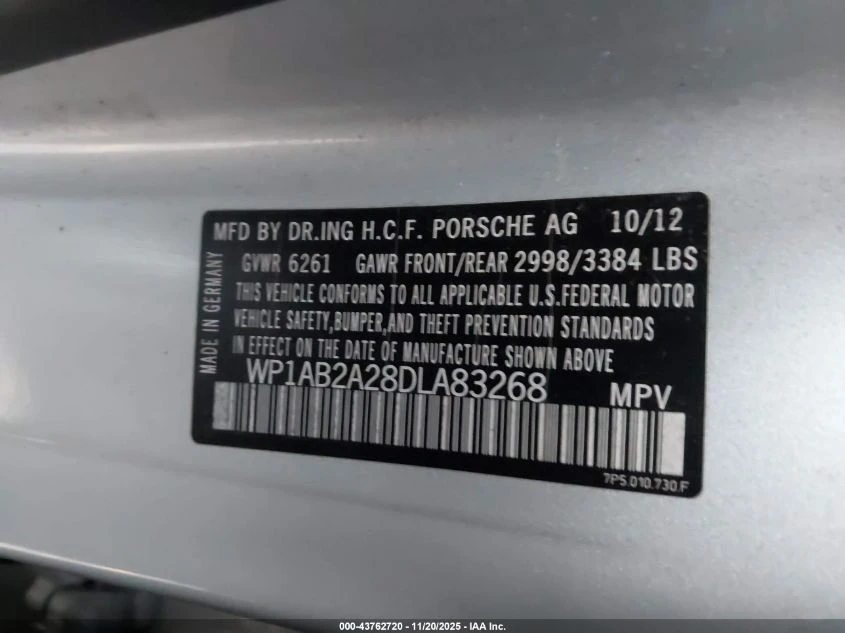 MFD BY DR.ING H.C.F. PORSCHE AG 10/12
GVWR 6261 GAWR FRONT/REAR 2998/3384 LBS
THIS VEHICLE CONFORMS TO ALL APPLICABLE U.S.FEDERAL MOTOR
VEHICLE SAFETY,BUMPER,AND THEFT PREVENTION STANDARDS
IN EFFECT ON THE DATE OF MANUFACTURE SHOWN ABOVE
MADE IN GERMANY
WP1AB2A28DLA83268 MPV
7P5.010.730.F
000-43762720 - 11/20/2025 - IAA Inc.